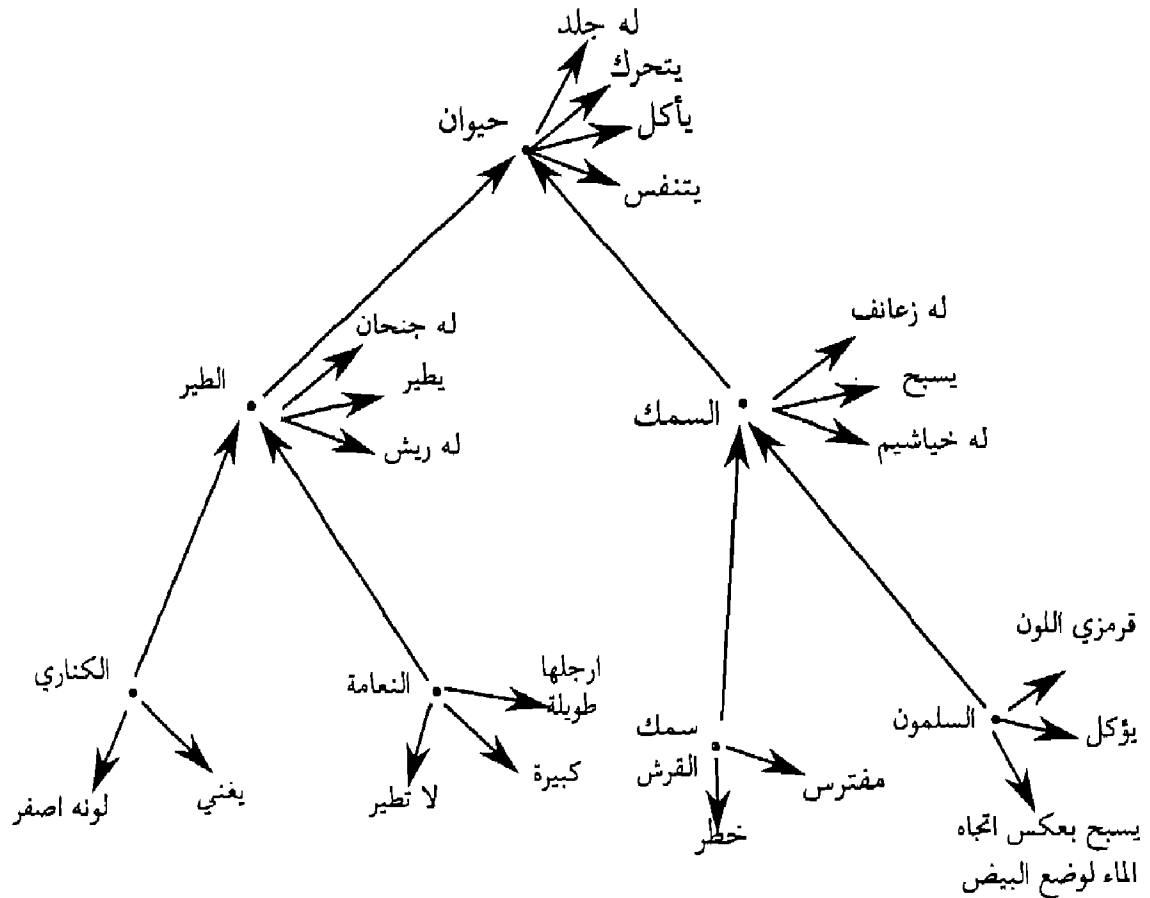 له جلد
يتحرك
حيوان
يأكل
يتنفس
له جنحان
الطير
يطير
له ريش
له زعانف
يسبح
السمك
له خياشيم
الكناري
لونه اصفر
يغني
النعامة
ارجلها
طويلة
كبيرة
لا تطير
سمك
القرش
مفترس
خطر
قرمزي اللون
السلمون
يؤكل
يسبح بعكس اتجاه
الماء لوضع البيض